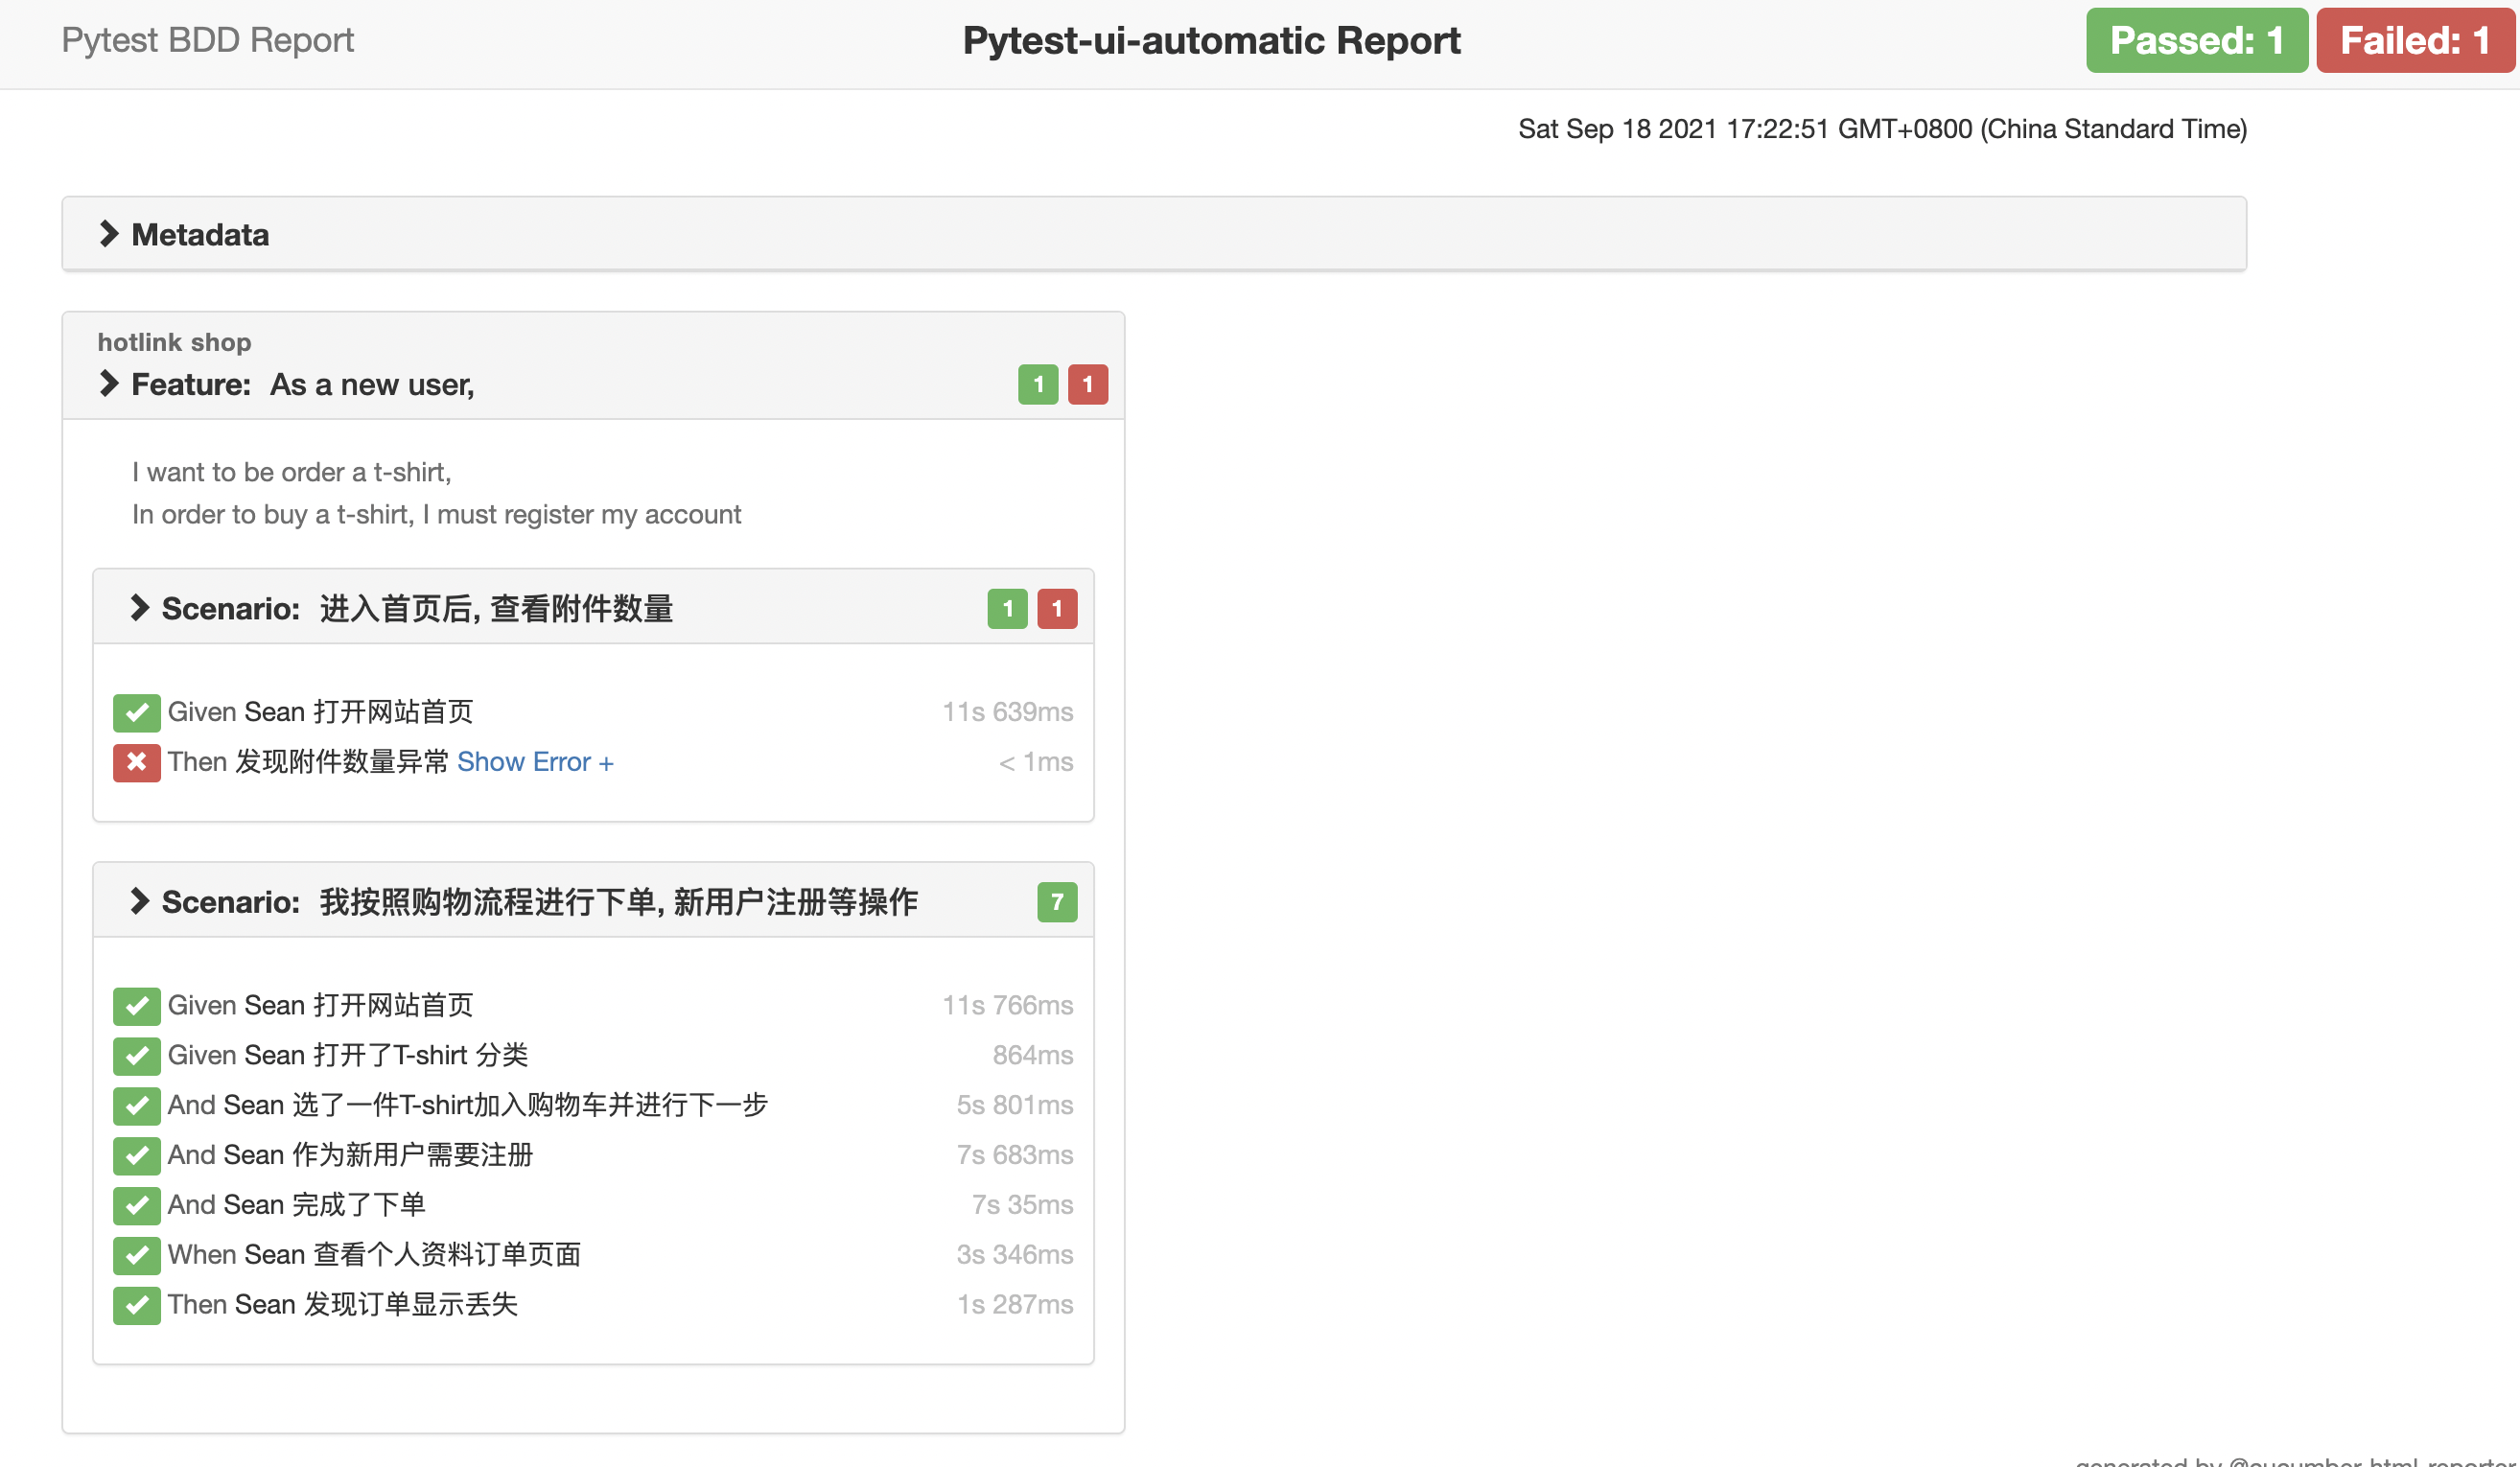 Pytest BDD Report
Pytest-ui-automatic Report
Passed: 1
Failed: 1
Sat Sep 18 2021 17:22:51 GMT+0800 (China Standard Time)
Metadata
hotlink shop
Feature: As a new user,
1 1
I want to be order a t-shirt,
In order to buy a t-shirt, I must register my account
Scenario: 进入首页后, 查看附件数量
1 1
Given Sean 打开网站首页 11s 639ms
Then 发现附件数量异常 Show Error + < 1ms
Scenario: 我按照购物流程进行下单, 新用户注册等操作
7
Given Sean 打开网站首页 11s 766ms
Given Sean 打开了T-shirt 分类 864ms
And Sean 选了一件T-shirt加入购物车并进行下一步 5s 801ms
And Sean 作为新用户需要注册 7s 683ms
And Sean 完成了下单 7s 35ms
When Sean 查看个人资料订单页面 3s 346ms
Then Sean 发现订单显示丢失 1s 287ms
generated by @cucumber-html-reporter